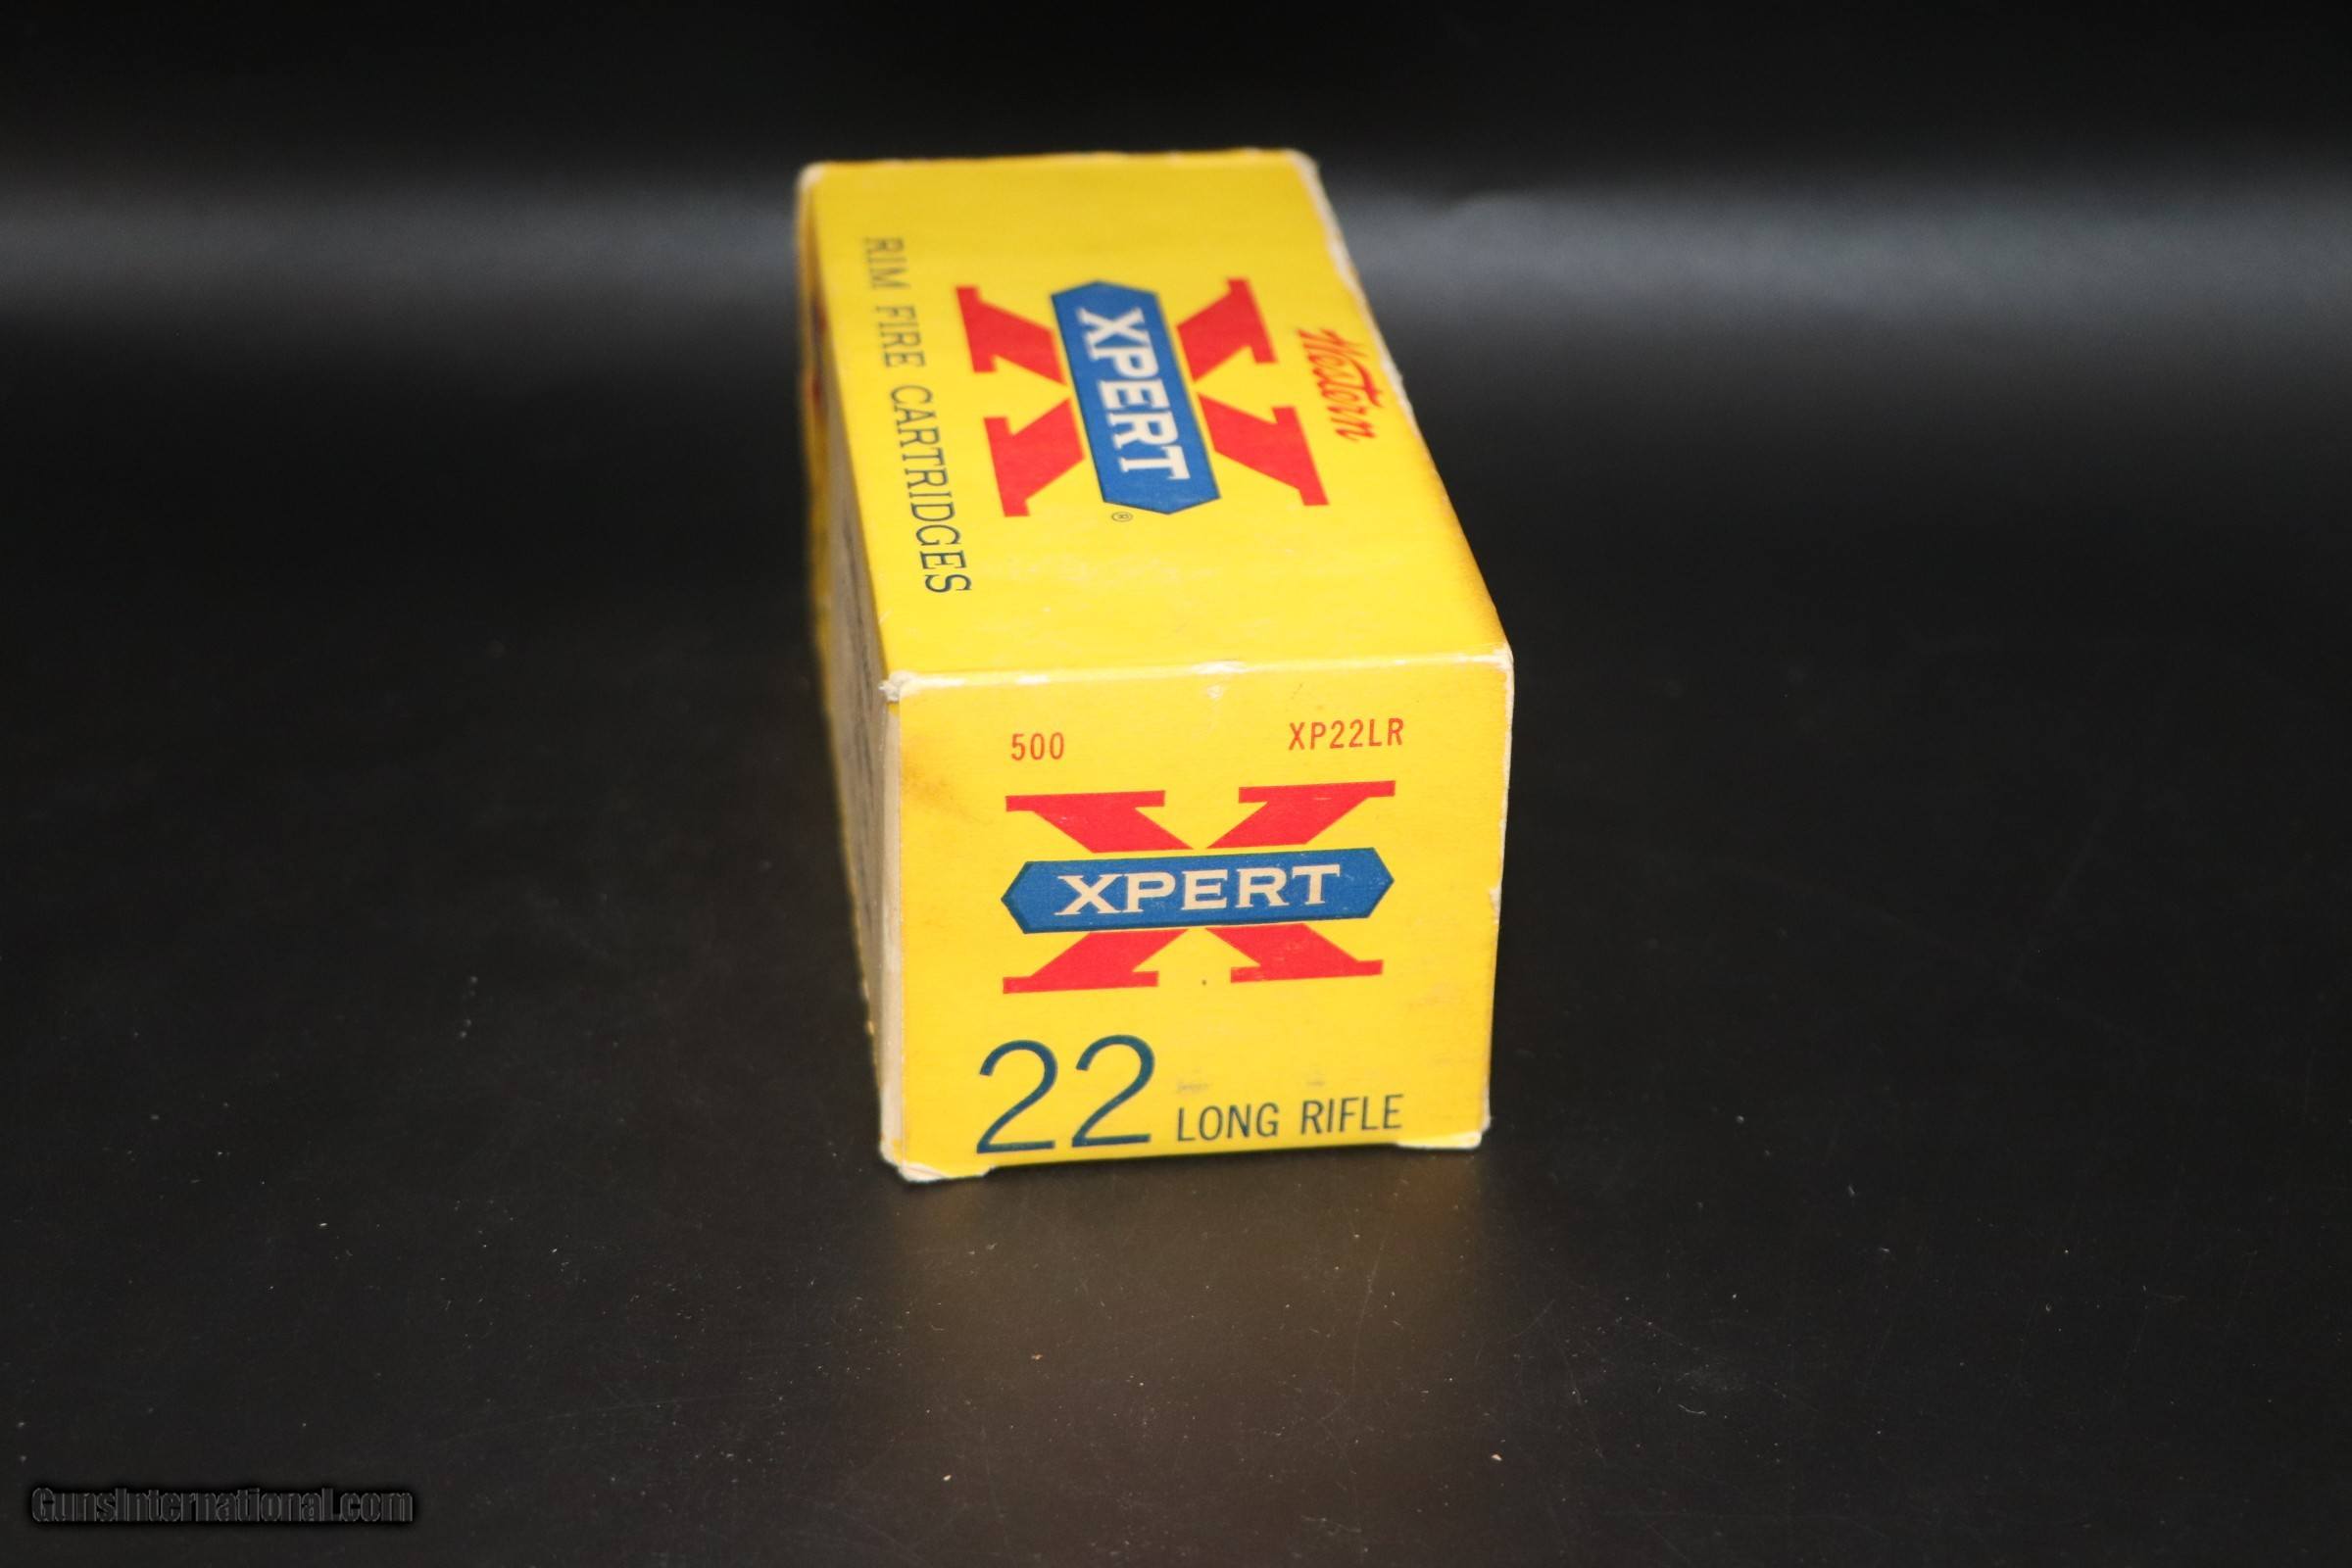 Western
XPERT
®
RIM FIRE CARTRIDGES
500 XP22LR
XPERT
22 LONG RIFLE
GunsInternational.com